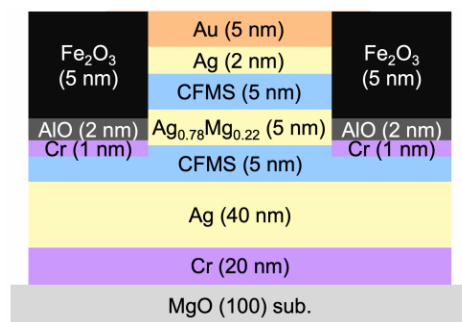 Au (5 nm)
Fe₂O₃
(5 nm)
Ag (2 nm)
Fe₂O₃
(5 nm)
CFMS (5 nm)
AlO (2 nm)
Ag₀.₇₈Mg₀.₂₂ (5 nm)
AlO (2 nm)
Cr (1 nm)
CFMS (5 nm)
Cr (1 nm)
Ag (40 nm)
Cr (20 nm)
MgO (100) sub.